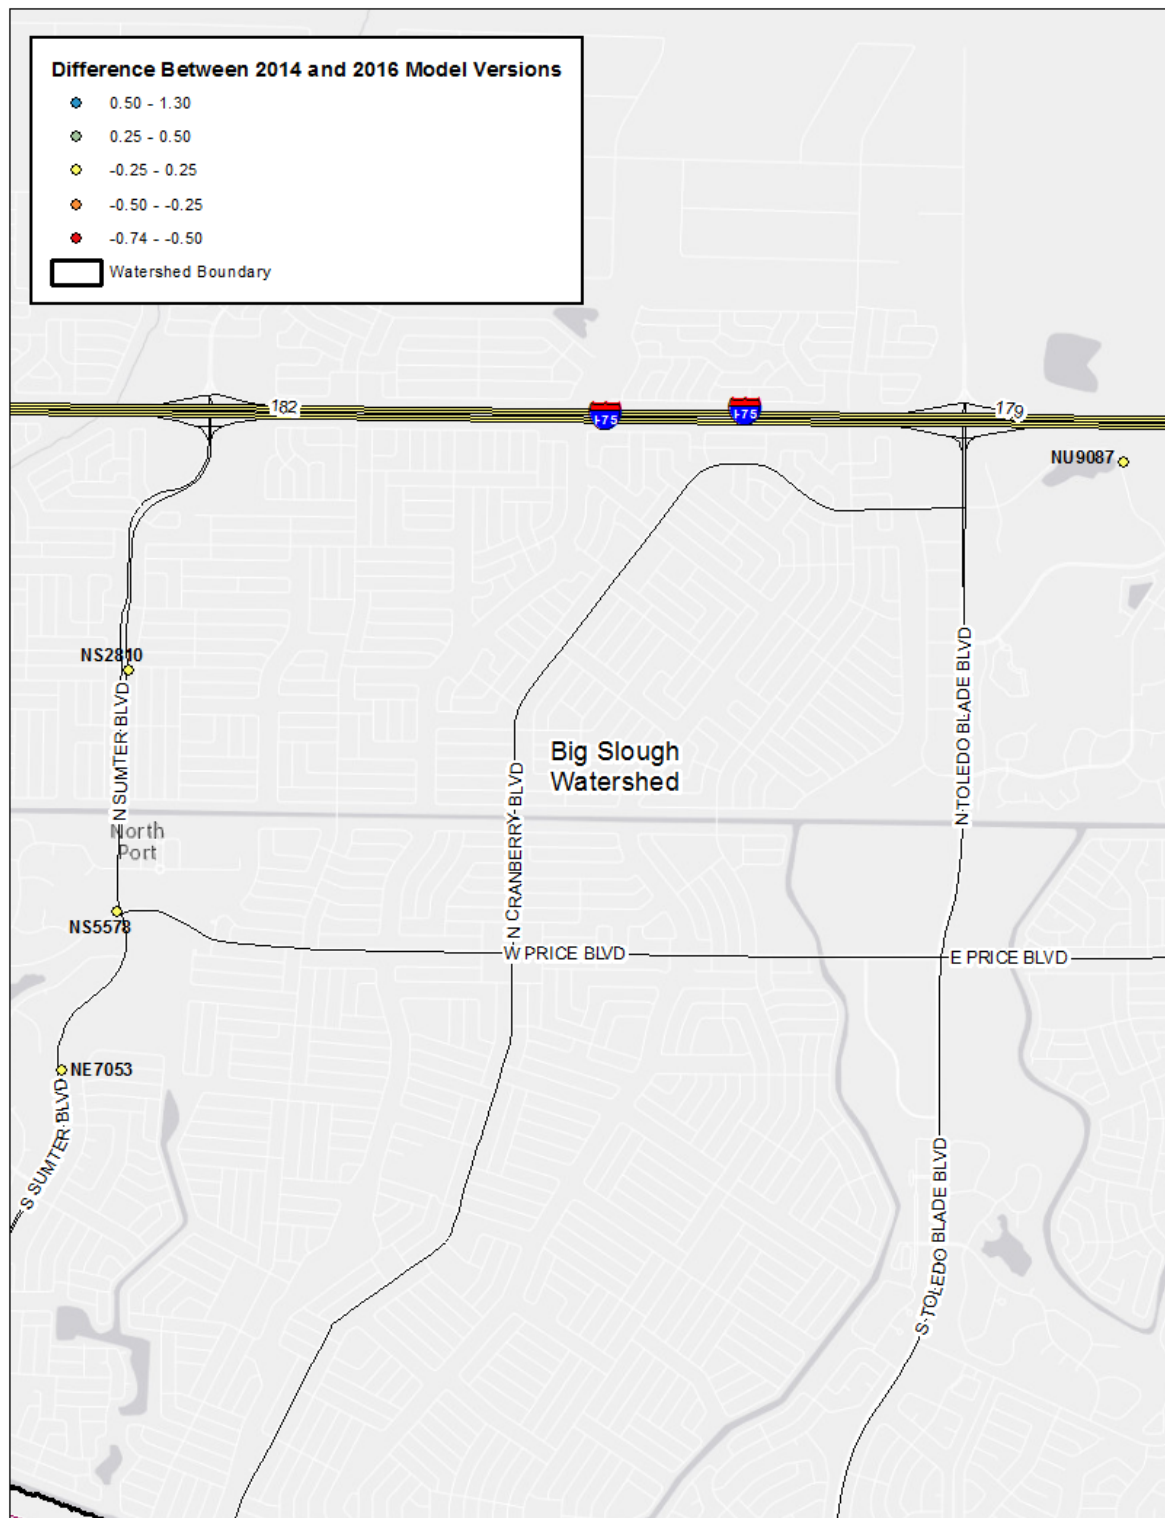 Difference Between 2014 and 2016 Model Versions
0.50 - 1.30
0.25 - 0.50
-0.25 - 0.25
-0.50 - -0.25
-0.74 - -0.50
Watershed Boundary
182
I-75
I-75
179
NU9087
NS2810
N SUMTER BLVD
N TOLEDO BLADE BLVD
Big Slough
Watershed
N CRANBERRY BLVD
North
Port
NS5578
W PRICE BLVD
E PRICE BLVD
NE7053
S SUMTER BLVD
S TOLEDO BLADE BLVD